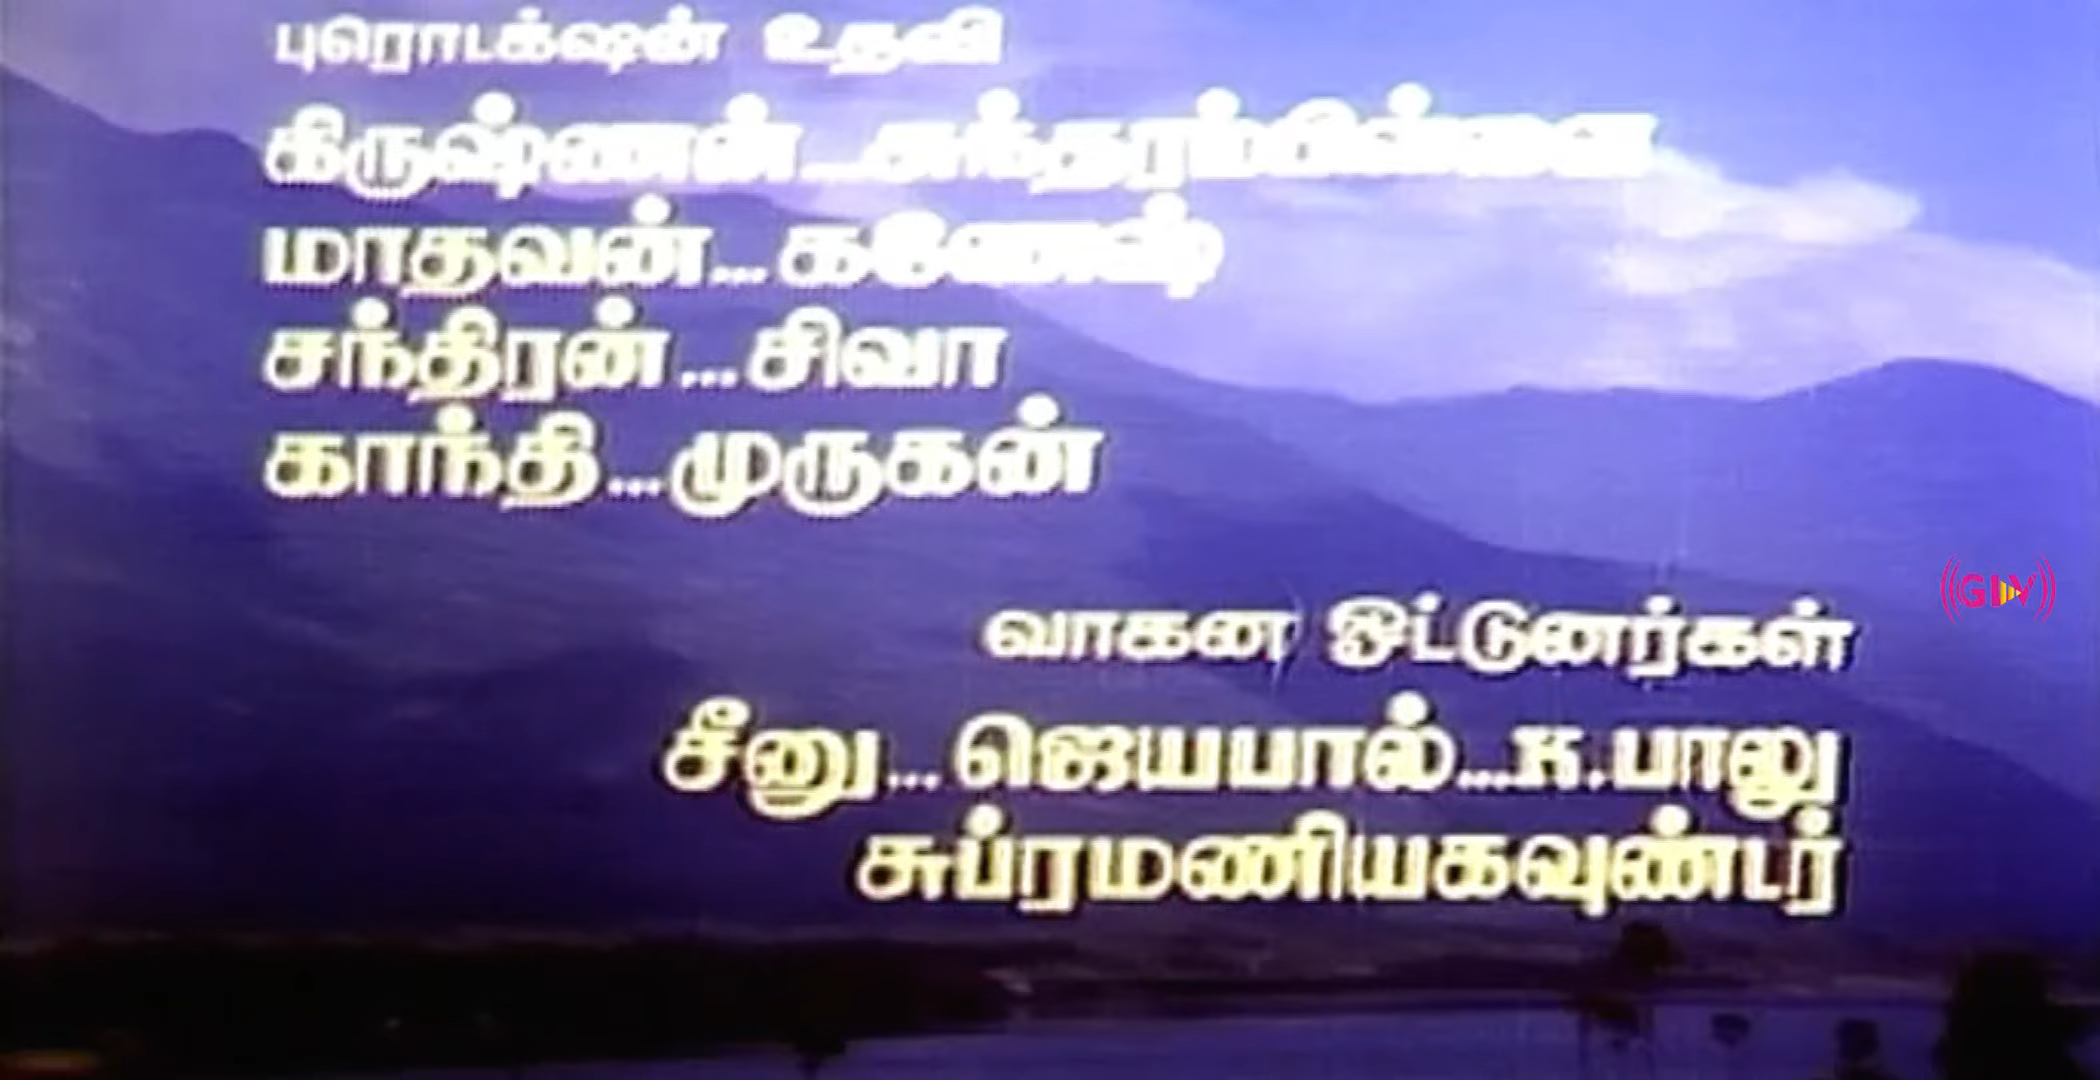 புரொடக்ஷன் உதவி
கிருஷ்ணன்...சுந்தரம்பிள்ளை
மாதவன்...கணேஷ்
சந்திரன்...சிவா
காந்தி...முருகன்
வாகன ஓட்டுனர்கள்
சீனு...ஜெயபால்...K.பாலு
சுப்ரமணியகவுண்டர்